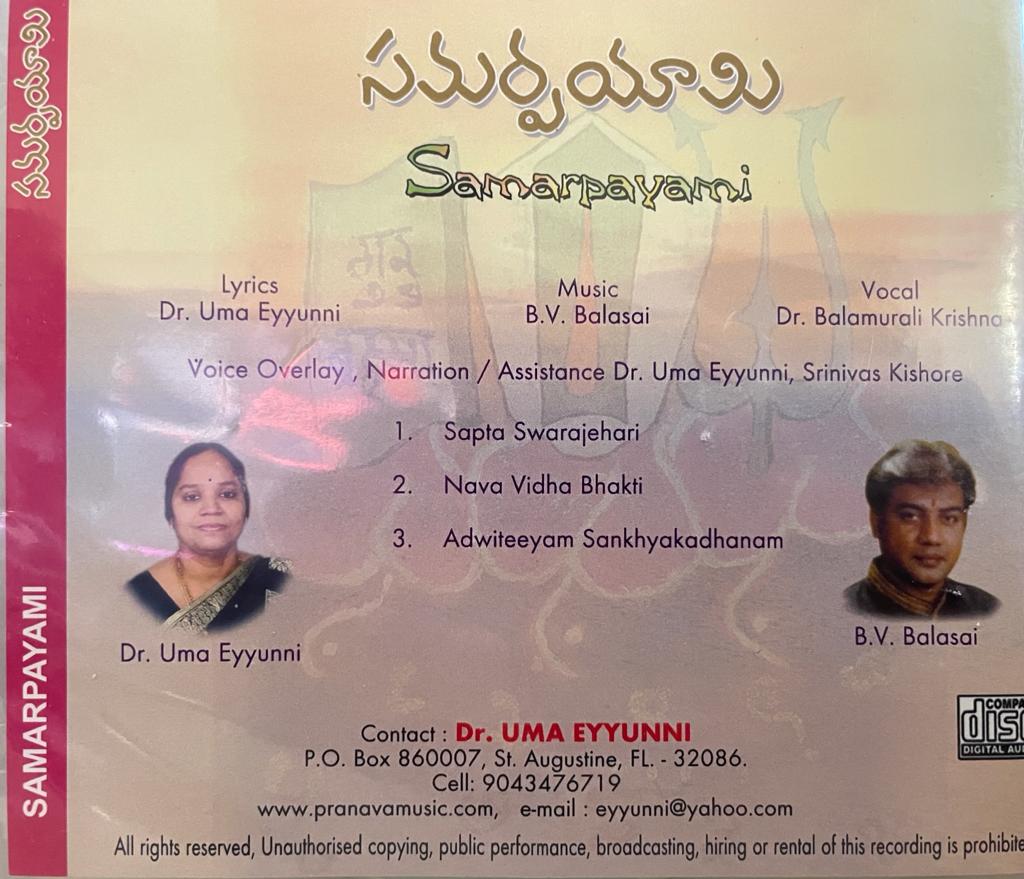 సమర్పయామి
సమర్పయామి
Samarpayami
Lyrics
Dr. Uma Eyyunni
Music
B.V. Balasai
Vocal
Dr. Balamurali Krishna
Voice Overlay , Narration / Assistance Dr. Uma Eyyunni, Srinivas Kishore
1. Sapta Swarajehari
2. Nava Vidha Bhakti
3. Adwiteeyam Sankhyakadhanam
Dr. Uma Eyyunni
B.V. Balasai
SAMARPAYAMI
Contact : Dr. UMA EYYUNNI
P.O. Box 860007, St. Augustine, FL. - 32086.
Cell: 9043476719
www.pranavamusic.com, e-mail : eyyunni@yahoo.com
COMPA
disc
DIGITAL AUD
All rights reserved, Unauthorised copying, public performance, broadcasting, hiring or rental of this recording is prohibite